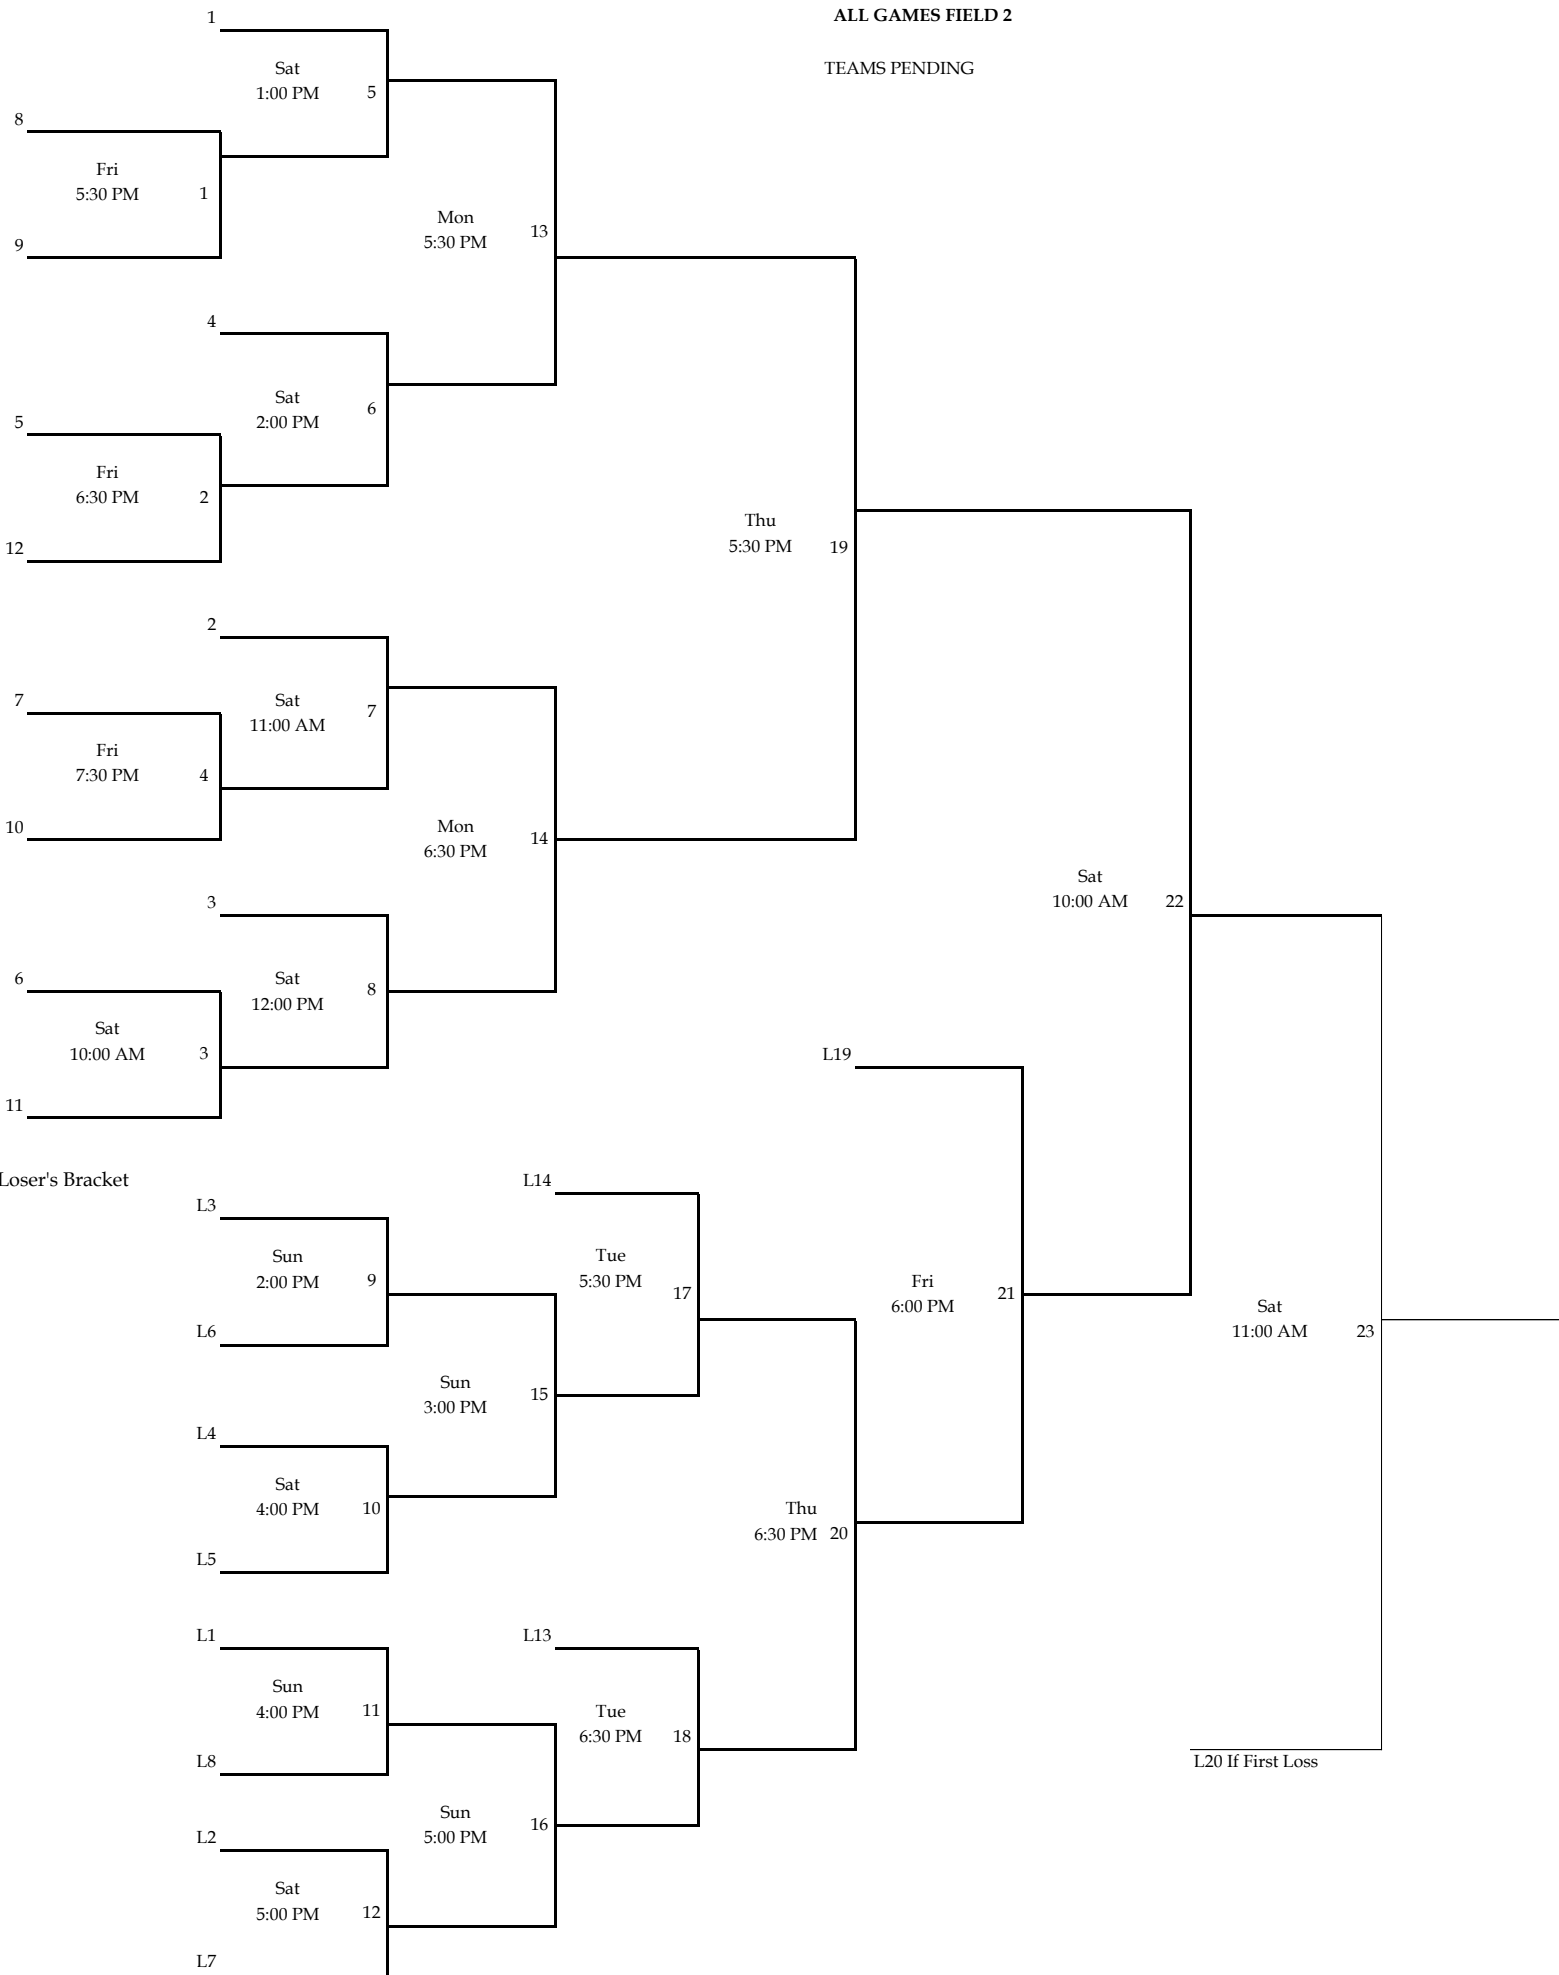 1
ALL GAMES FIELD 2
Sat
1:00 PM
5
TEAMS PENDING
8
Fri
5:30 PM
1
9
Mon
5:30 PM
13
4
Sat
2:00 PM
6
5
Fri
6:30 PM
2
12
Thu
5:30 PM
19
2
7
Sat
11:00 AM
7
Fri
7:30 PM
4
10
Mon
6:30 PM
14
3
Sat
10:00 AM
22
6
Sat
12:00 PM
8
Sat
10:00 AM
3
11
L19
Loser's Bracket
L14
L3
Sun
2:00 PM
9
L6
Tue
5:30 PM
17
Fri
6:00 PM
21
Sat
11:00 AM
23
Sun
3:00 PM
15
L4
Sat
4:00 PM
10
L5
Thu
6:30 PM
20
L1
L13
Sun
4:00 PM
11
Tue
6:30 PM
18
L8
L20 If First Loss
Sun
5:00 PM
16
L2
Sat
5:00 PM
12
L7